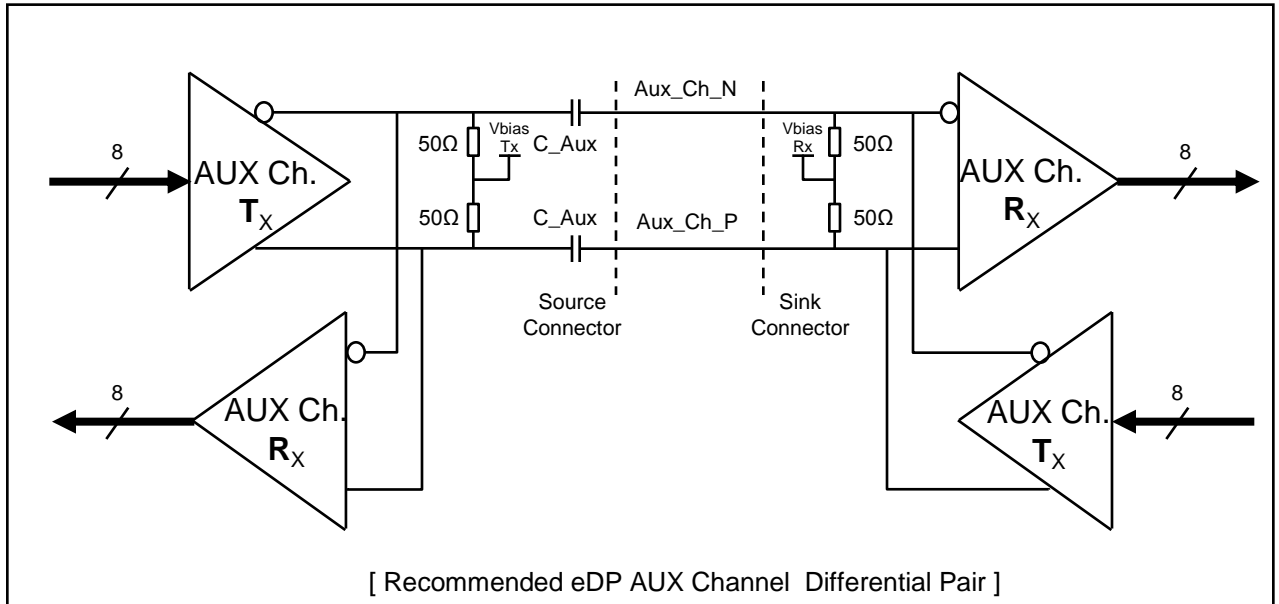 Aux_Ch_N
8
AUX Ch.
TX
50Ω
Vbias
Tx
C_Aux
Vbias
Rx
50Ω
AUX Ch.
RX
8
50Ω
C_Aux
Aux_Ch_P
50Ω
Source
Connector
Sink
Connector
8
AUX Ch.
RX
AUX Ch.
TX
8
[ Recommended eDP AUX Channel Differential Pair ]